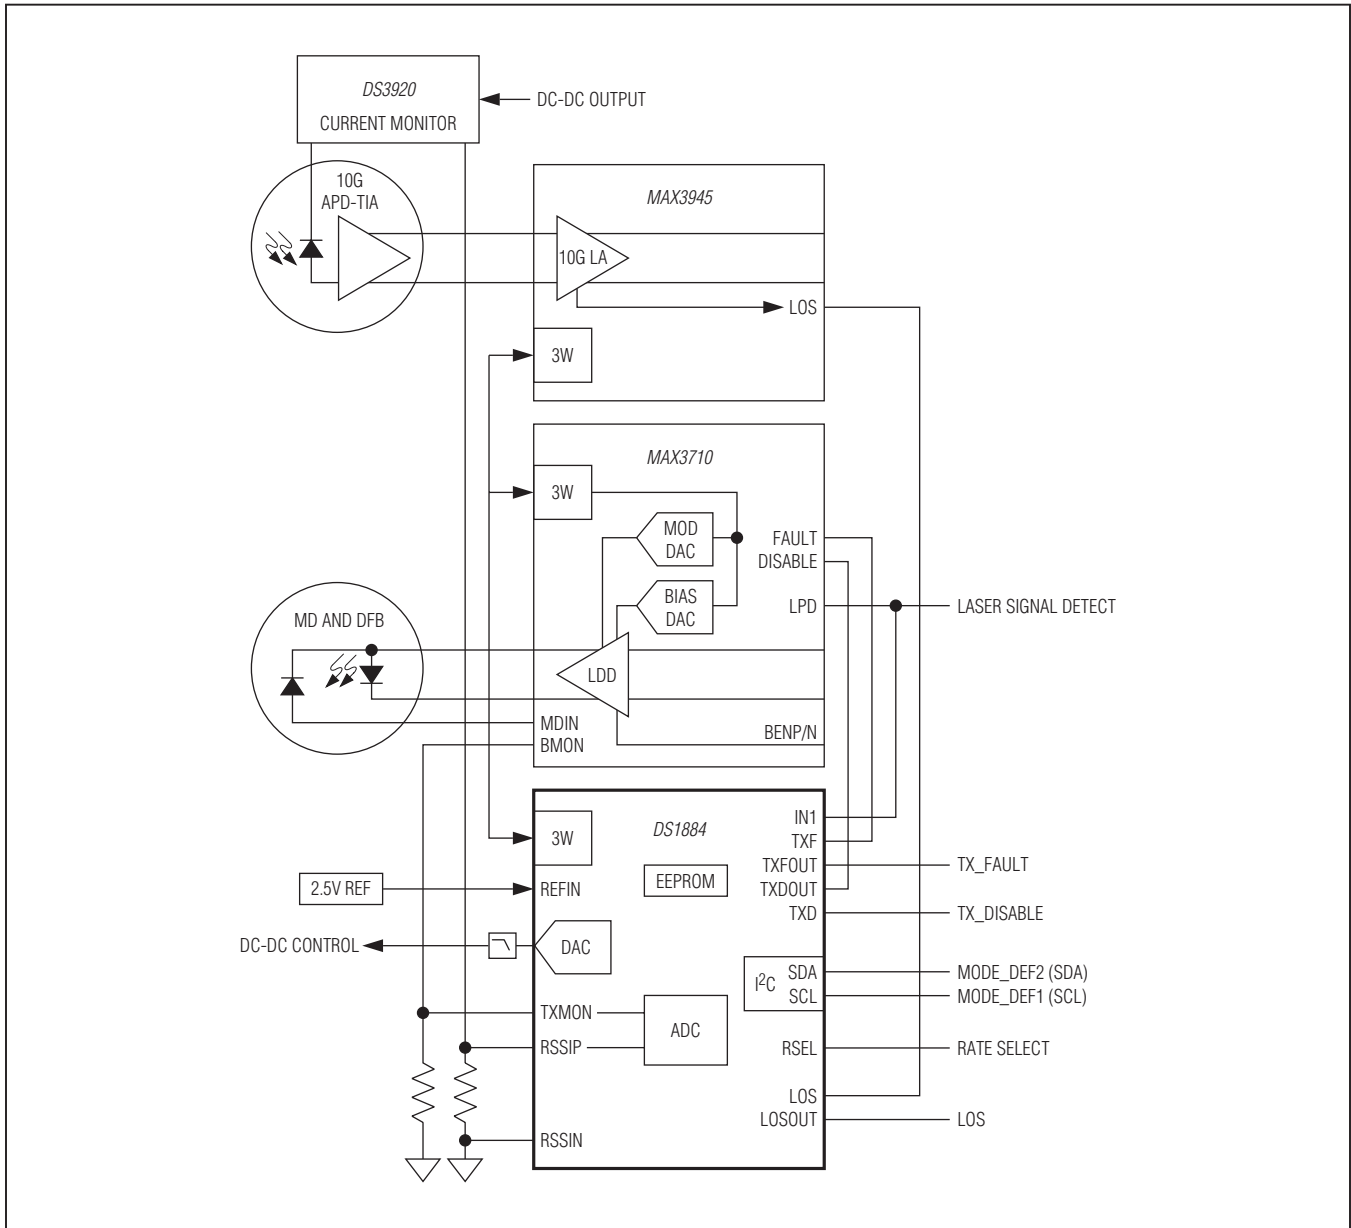 DS3920
CURRENT MONITOR
DC-DC OUTPUT
10G
APD-TIA
MAX3945
10G LA
LOS
3W
MAX3710
3W
MOD
DAC
FAULT
DISABLE
BIAS
DAC
LPD
LASER SIGNAL DETECT
MD AND DFB
LDD
MDIN
BMON
BENP/N
DS1884
3W
IN1
TXF
EEPROM
TXFOUT
TX_FAULT
2.5V REF
REFIN
TXDOUT
TXD
TX_DISABLE
DC-DC CONTROL
DAC
I²C
SDA
MODE_DEF2 (SDA)
SCL
MODE_DEF1 (SCL)
TXMON
ADC
RSSIP
RSEL
RATE SELECT
LOS
LOSOUT
LOS
RSSIN